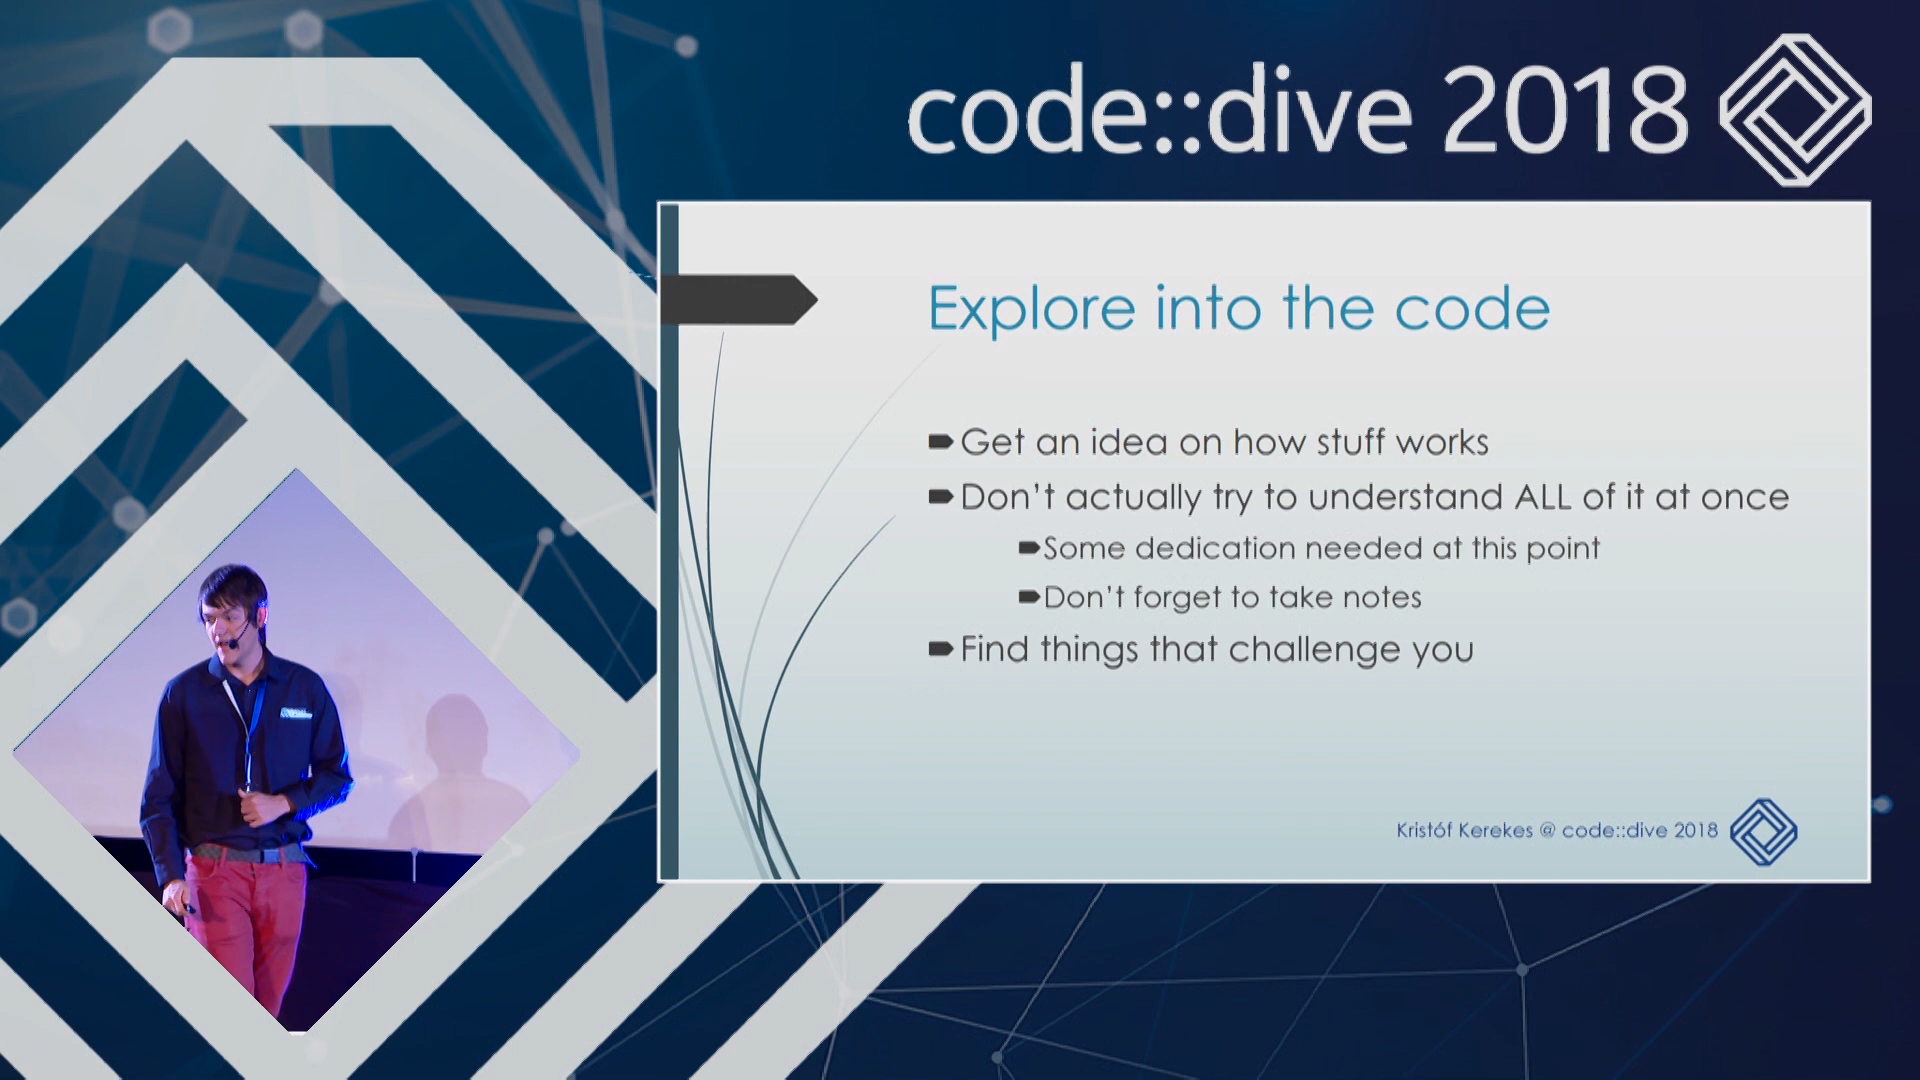 code::dive 2018
Explore into the code
Get an idea on how stuff works
Don't actually try to understand ALL of it at once
Some dedication needed at this point
Don't forget to take notes
Find things that challenge you
Kristóf Kerekes @ code::dive 2018